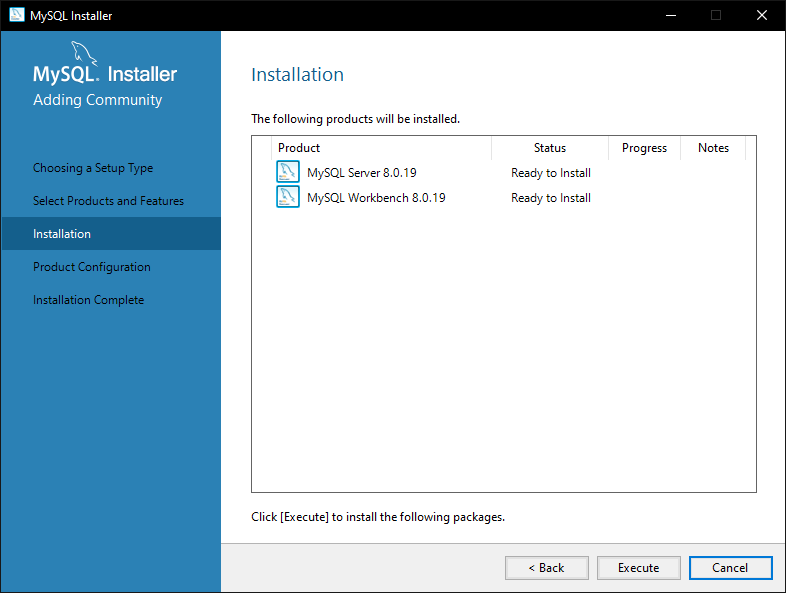 MySQL Installer
MySQL. Installer
Adding Community
Choosing a Setup Type
Select Products and Features
Installation
Product Configuration
Installation Complete
Installation
The following products will be installed.
Product Status Progress Notes
MySQL Server 8.0.19 Ready to Install
MySQL Workbench 8.0.19 Ready to Install
Click [Execute] to install the following packages.
< Back Execute Cancel